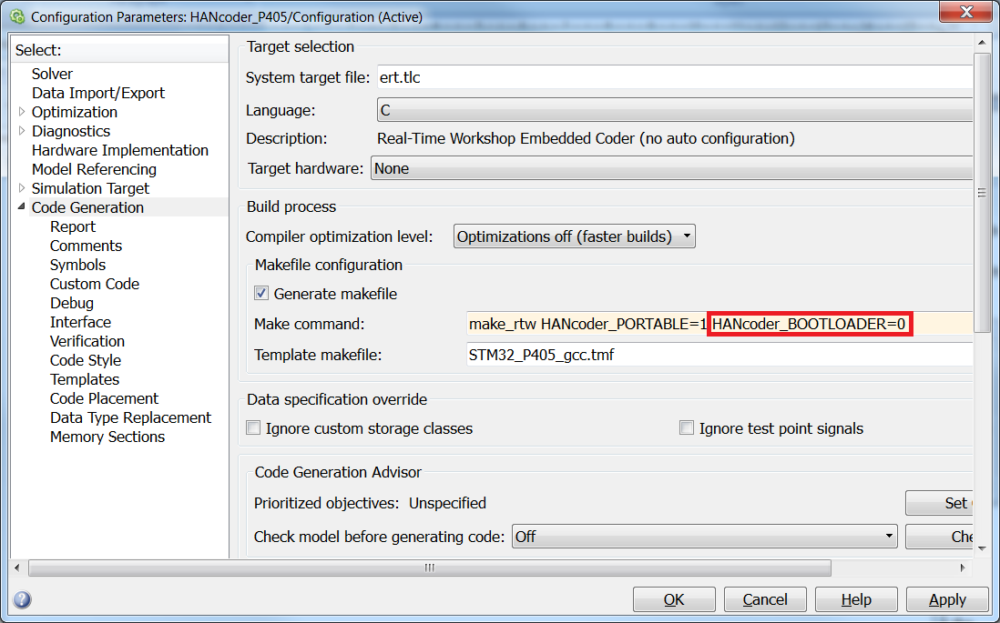 Configuration Parameters: HANcoder_P405/Configuration (Active)
Select:
Solver
Data Import/Export
Optimization
Diagnostics
Hardware Implementation
Model Referencing
Simulation Target
Code Generation
Report
Comments
Symbols
Custom Code
Debug
Interface
Verification
Code Style
Templates
Code Placement
Data Type Replacement
Memory Sections
Target selection
System target file: ert.tlc
Language: C
Description: Real-Time Workshop Embedded Coder (no auto configuration)
Target hardware: None
Build process
Compiler optimization level: Optimizations off (faster builds)
Makefile configuration
Generate makefile
Make command: make_rtw HANcoder_PORTABLE=1 HANcoder_BOOTLOADER=0
Template makefile: STM32_P405_gcc.tmf
Data specification override
Ignore custom storage classes Ignore test point signals
Code Generation Advisor
Prioritized objectives: Unspecified Set
Check model before generating code: Off Che
OK Cancel Help Apply